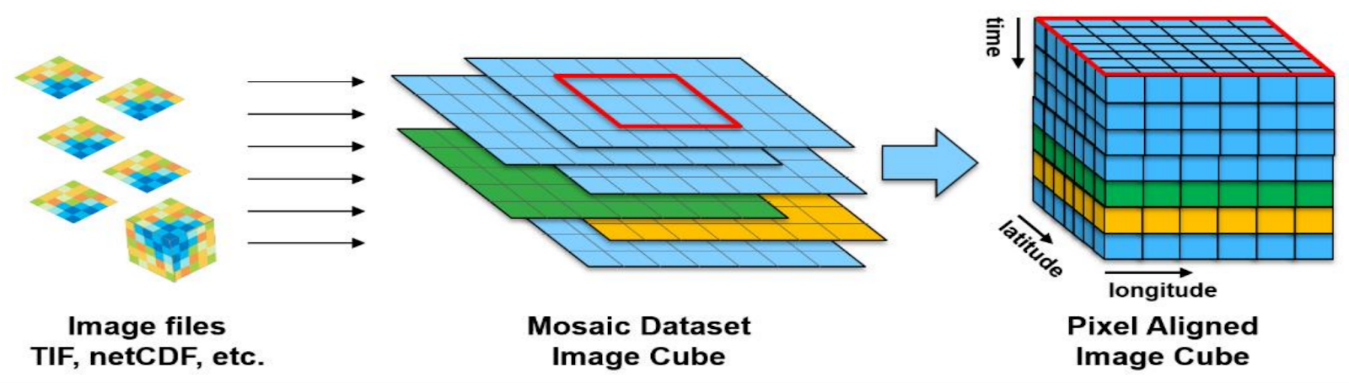 time
latitude
longitude
Image files
TIF, netCDF, etc.
Mosaic Dataset
Image Cube
Pixel Aligned
Image Cube